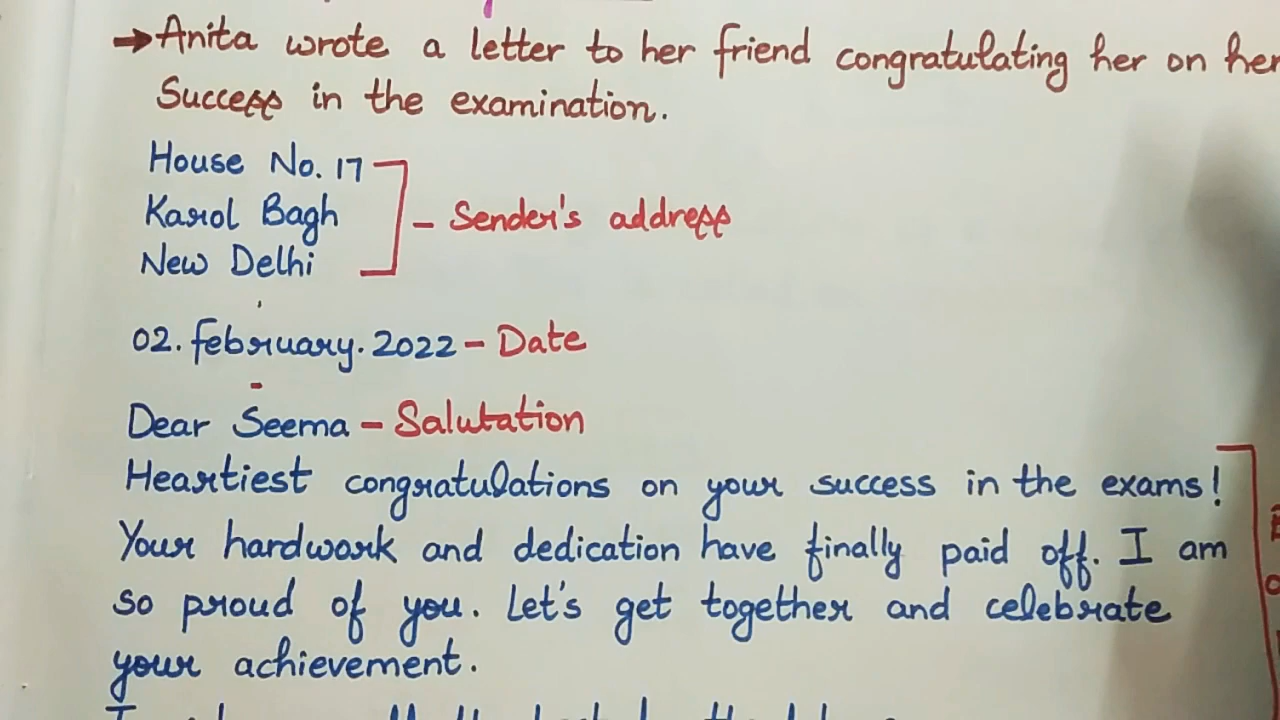 →Anita wrote a letter to her friend congratulating her on her
Success in the examination.
House No. 17
Karol Bagh
New Delhi
- Sender's address
02. february. 2022 - Date
Dear Seema - Salutation
Heartiest congratulations on your success in the exams!
Your hardwork and dedication have finally paid off. I am
so proud of you. Let's get together and celebrate
your achievement.